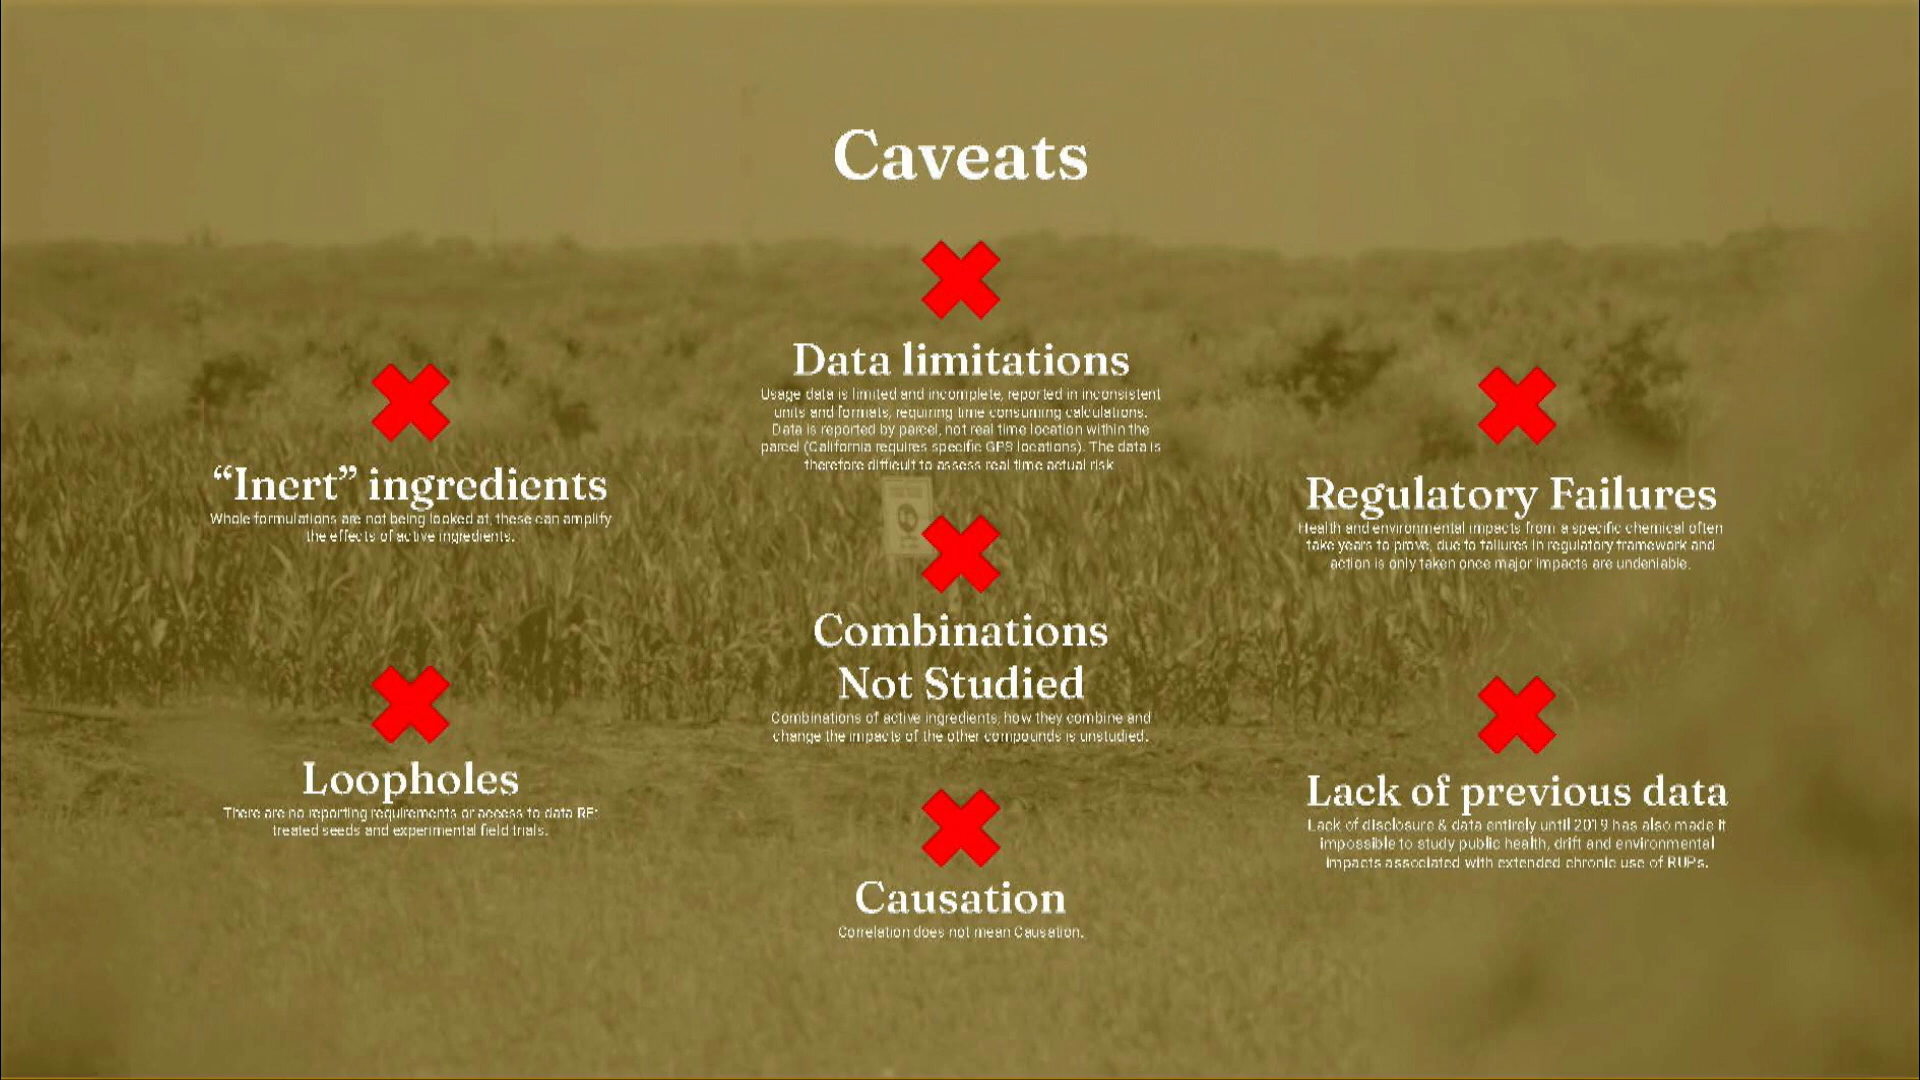 Caveats
Data limitations
Usage data is limited and incomplete, reported in inconsistent
units and formats, requiring time consuming calculations.
Data is reported by parcel, not real time location within the
parcel (California requires specific GPS locations). The data is
therefore difficult to assess real time actual risk
“Inert” ingredients
Whole formulations are not being looked at, these can amplify
the effects of active ingredients.
Regulatory Failures
Health and environmental impacts from a specific chemical often
take years to prove, due to failures in regulatory framework and
action is only taken once major impacts are undeniable.
Combinations
Not Studied
Combinations of active ingredients, how they combine and
change the impacts of the other compounds is unstudied.
Loopholes
There are no reporting requirements or access to data RE:
treated seeds and experimental field trials.
Lack of previous data
Lack of disclosure & data entirely until 2019 has also made it
impossible to study public health, drift and environmental
impacts associated with extended chronic use of RUPs.
Causation
Correlation does not mean Causation.